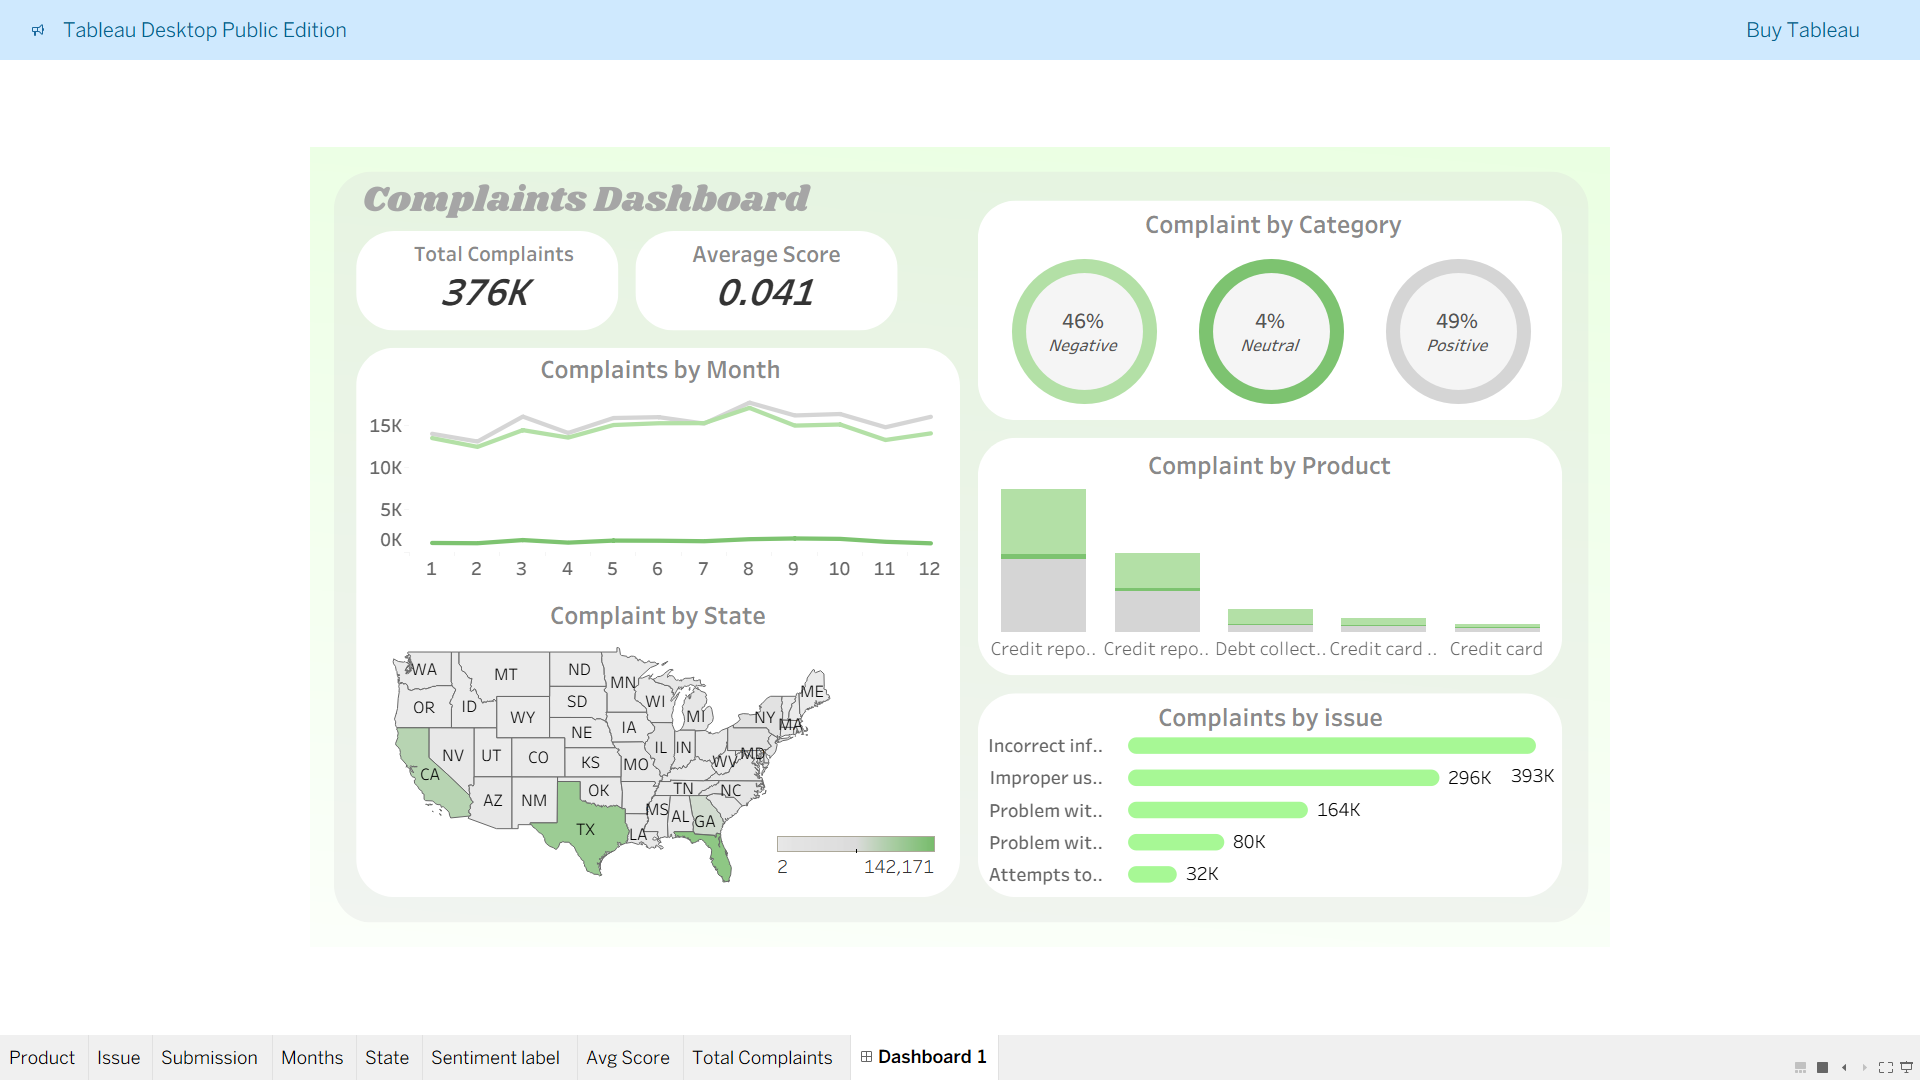 Tableau Desktop Public Edition
Buy Tableau
Complaints Dashboard
Total Complaints
376K
Average Score
0.041
Complaints by Month
15K
10K
5K
0K
1 2 3 4 5 6 7 8 9 10 11 12
Complaint by State
WA
MT
ND
MN
ME
OR
ID
SD
WI
MI
NY
MA
WY
NE
IA
NV
UT
CO
IL
IN
MD
CA
KS
MO
WV
AZ
NM
OK
TN
NC
TX
MS
AL
GA
LA
2
142,171
Complaint by Category
46%
Negative
4%
Neutral
49%
Positive
Complaint by Product
Credit repo.. Credit repo.. Debt collect.. Credit card .. Credit card
Complaints by issue
Incorrect inf..
393K
Improper us.. 296K
Problem wit.. 164K
Problem wit.. 80K
Attempts to.. 32K
Product Issue Submission Months State Sentiment label Avg Score Total Complaints Dashboard 1